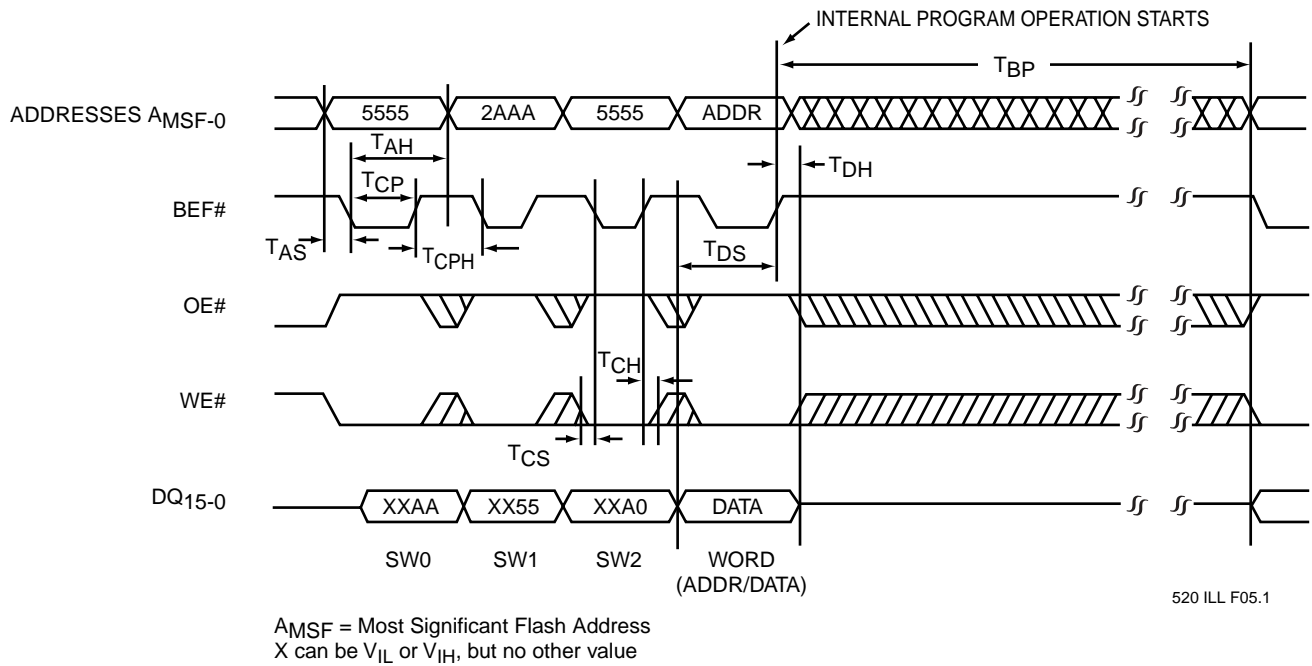 INTERNAL PROGRAM OPERATION STARTS
TBP
ADDRESSES AMSF-0
5555
2AAA
5555
ADDR
TAH
TDH
TCP
BEF#
TAS
TCPH
TDS
OE#
TCH
WE#
TCS
DQ15-0
XXAA
XX55
XXA0
DATA
SW0
SW1
SW2
WORD
(ADDR/DATA)
520 ILL F05.1
AMSF = Most Significant Flash Address
X can be VIL or VIH, but no other value